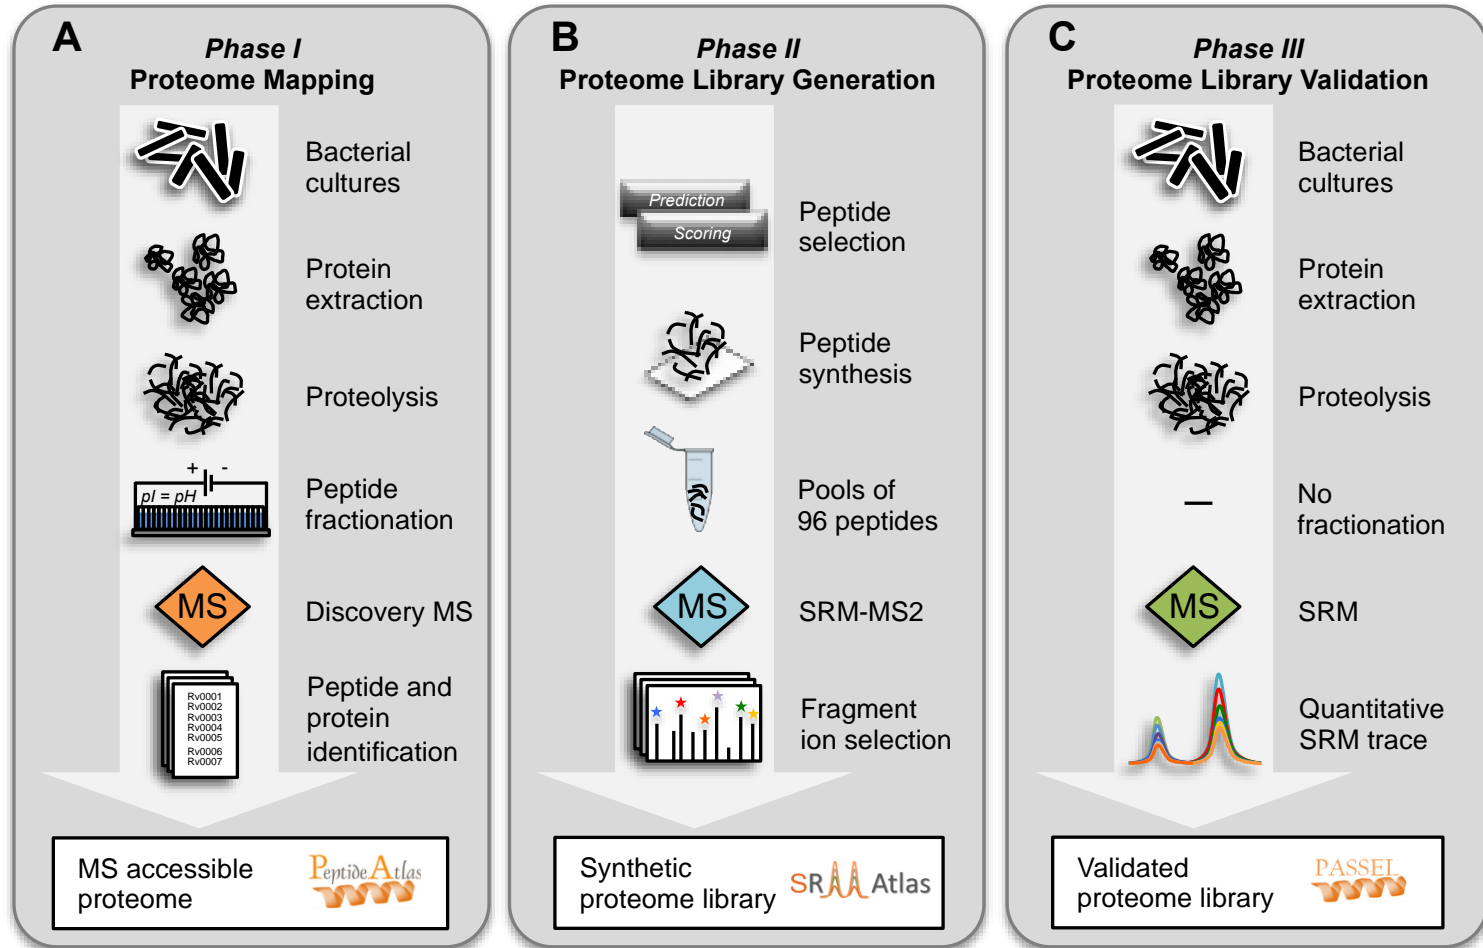 A
Phase I
Proteome Mapping
Bacterial
cultures
Protein
extraction
Proteolysis
+ -
pI = pH
Peptide
fractionation
MS
Discovery MS
Rv0001
Rv0002
Rv0003
Rv0004
Rv0005
Rv0006
Rv0007
Peptide and
protein
identification
MS accessible
proteome
PeptideAtlas
B
Phase II
Proteome Library Generation
Prediction
Scoring
Peptide
selection
Peptide
synthesis
Pools of
96 peptides
MS
SRM-MS2
Fragment
ion selection
Synthetic
proteome library
SRM Atlas
C
Phase III
Proteome Library Validation
Bacterial
cultures
Protein
extraction
Proteolysis
No
fractionation
MS
SRM
Quantitative
SRM trace
Validated
proteome library
PASSEL